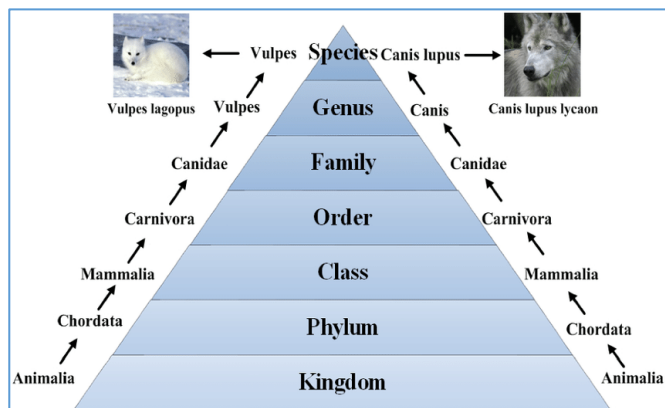 Vulpes Species Canis lupus
Vulpes lagopus Vulpes Genus Canis Canis lupus lycaon
Canidae Family Canidae
Carnivora Order Carnivora
Mammalia Class Mammalia
Chordata Phylum Chordata
Animalia Kingdom Animalia